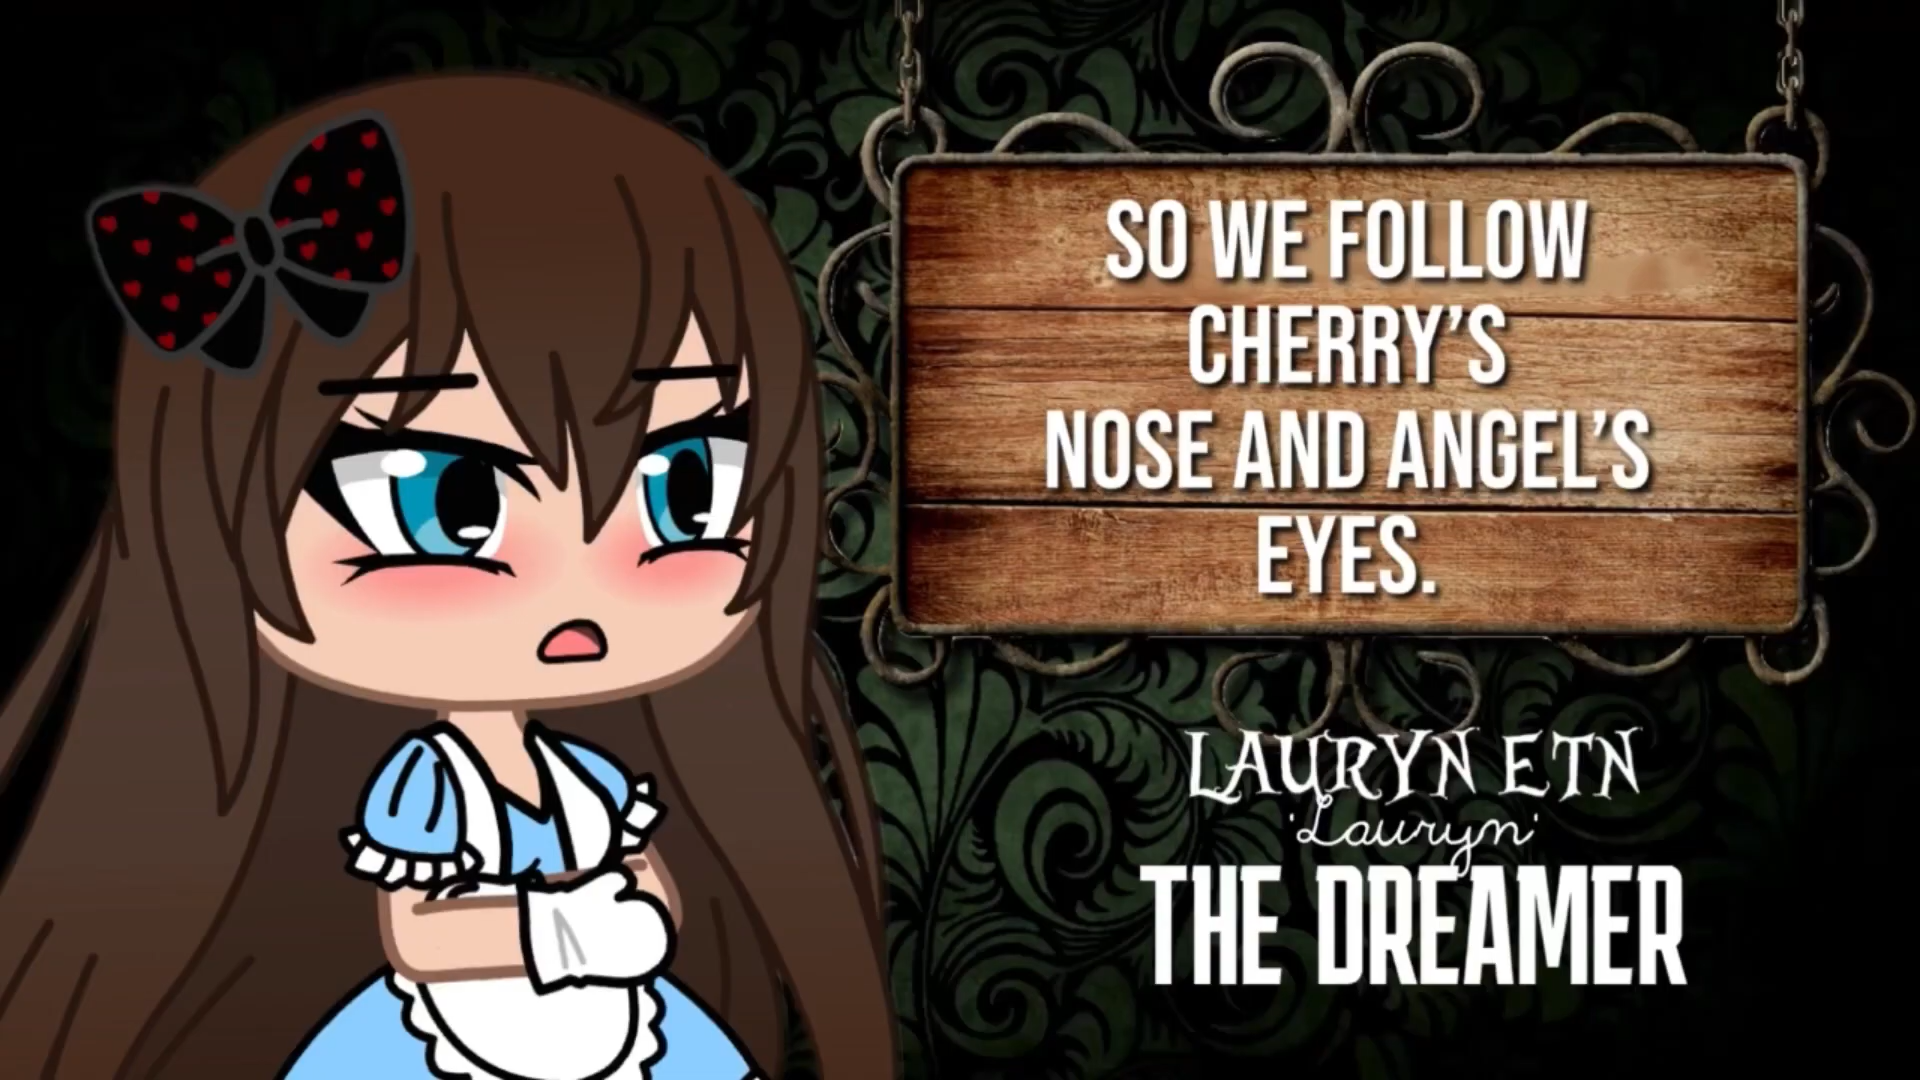 SO WE FOLLOW
CHERRY’S
NOSE AND ANGEL’S
EYES.
LAURYN ETN
'Lauryn'
THE DREAMER